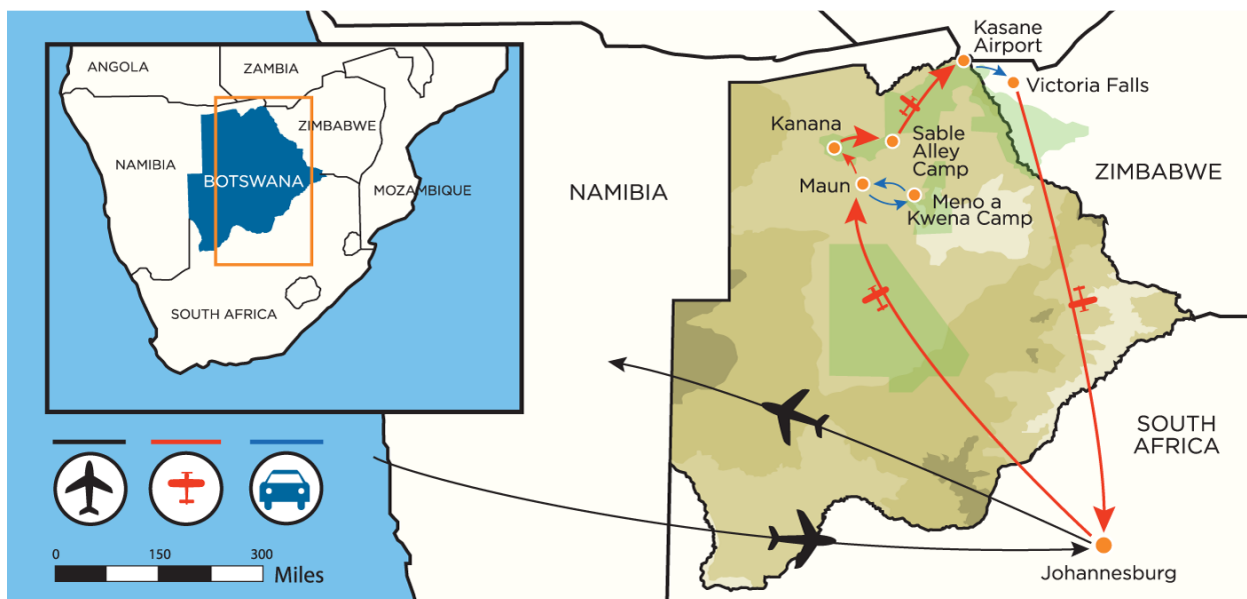 ANGOLA
ZAMBIA
ZIMBABWE
NAMIBIA
BOTSWANA
MOZAMBIQUE
SOUTH AFRICA
0 150 300
Miles
Kasane
Airport
Victoria Falls
Kanana
Sable
Alley
Camp
Maun
Meno a
Kwena Camp
NAMIBIA
ZIMBABWE
SOUTH
AFRICA
Johannesburg